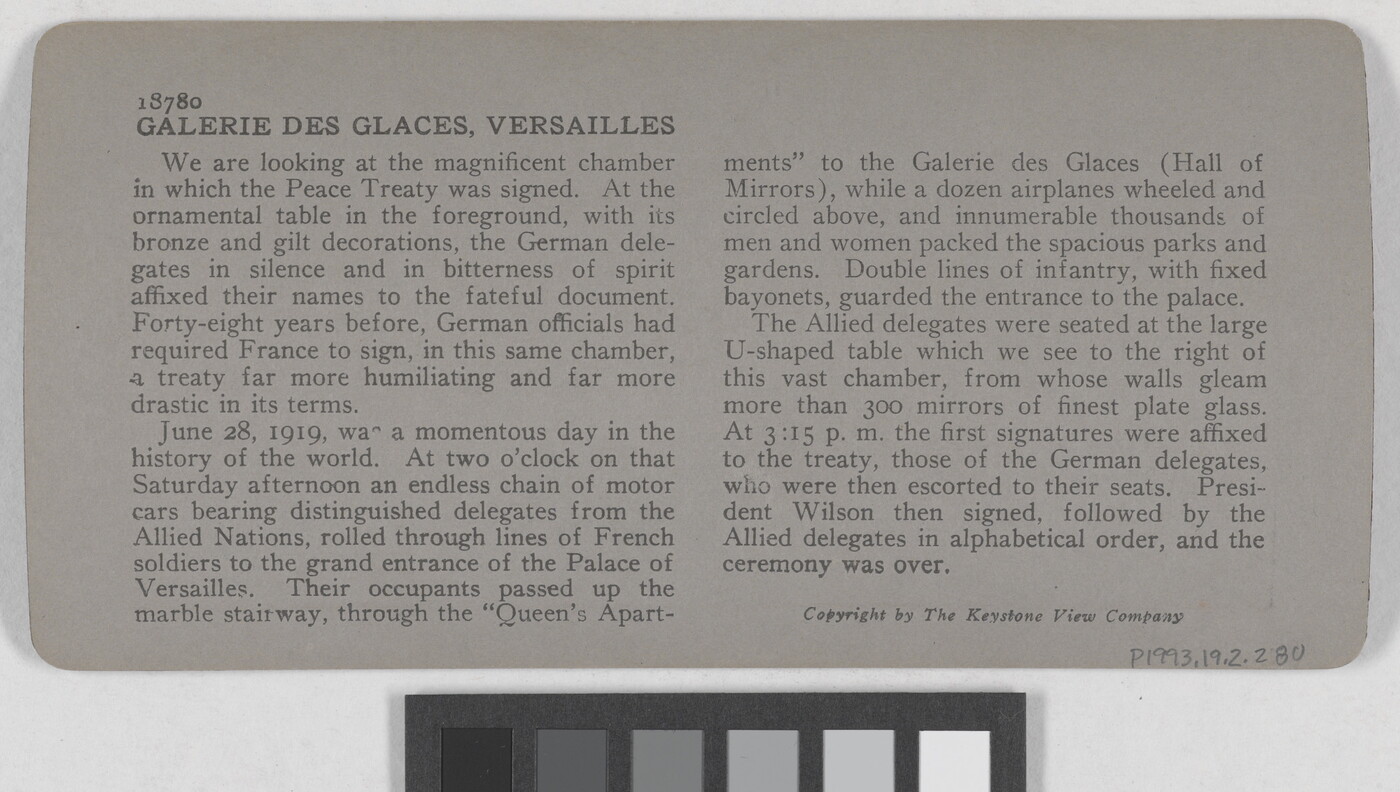 18780
GALERIE DES GLACES, VERSAILLES
We are looking at the magnificent chamber
in which the Peace Treaty was signed. At the
ornamental table in the foreground, with its
bronze and gilt decorations, the German dele-
gates in silence and in bitterness of spirit
affixed their names to the fateful document.
Forty-eight years before, German officials had
required France to sign, in this same chamber,
a treaty far more humiliating and far more
drastic in its terms.
June 28, 1919, was a momentous day in the
history of the world. At two o'clock on that
Saturday afternoon an endless chain of motor
cars bearing distinguished delegates from the
Allied Nations, rolled through lines of French
soldiers to the grand entrance of the Palace of
Versailles. Their occupants passed up the
marble stairway, through the "Queen's Apart-
ments" to the Galerie des Glaces (Hall of
Mirrors), while a dozen airplanes wheeled and
circled above, and innumerable thousands of
men and women packed the spacious parks and
gardens. Double lines of infantry, with fixed
bayonets, guarded the entrance to the palace.
The Allied delegates were seated at the large
U-shaped table which we see to the right of
this vast chamber, from whose walls gleam
more than 300 mirrors of finest plate glass.
At 3:15 p. m. the first signatures were affixed
to the treaty, those of the German delegates,
who were then escorted to their seats. Presi-
dent Wilson then signed, followed by the
Allied delegates in alphabetical order, and the
ceremony was over.
Copyright by The Keystone View Company
P1993.19.2.280